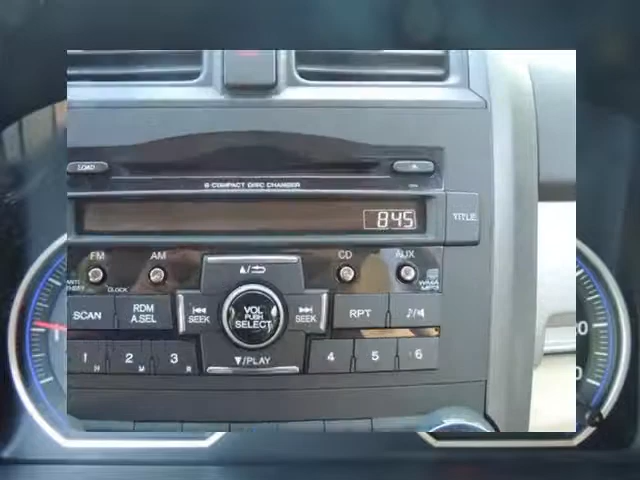 LOAD
6 COMPACT DISC CHANGER
845
TITLE
FM AM CD AUX
CLOCK
WMA
MP3
SCAN RDM
A.SEL
SEEK
VOL
PUSH
SELECT
SEEK
RPT
▼/PLAY
1 2 3 4 5 6